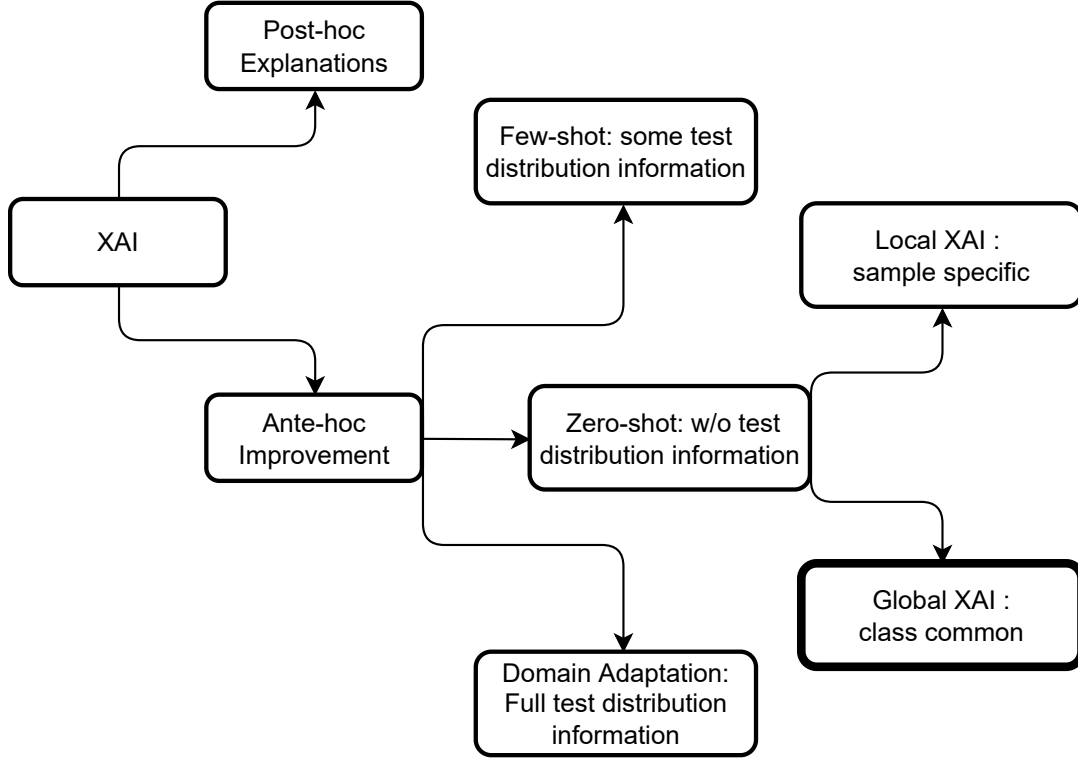 Post-hoc
Explanations
XAI
Few-shot: some test
distribution information
Local XAI :
sample specific
Ante-hoc
Improvement
Zero-shot: w/o test
distribution information
Global XAI :
class common
Domain Adaptation:
Full test distribution
information